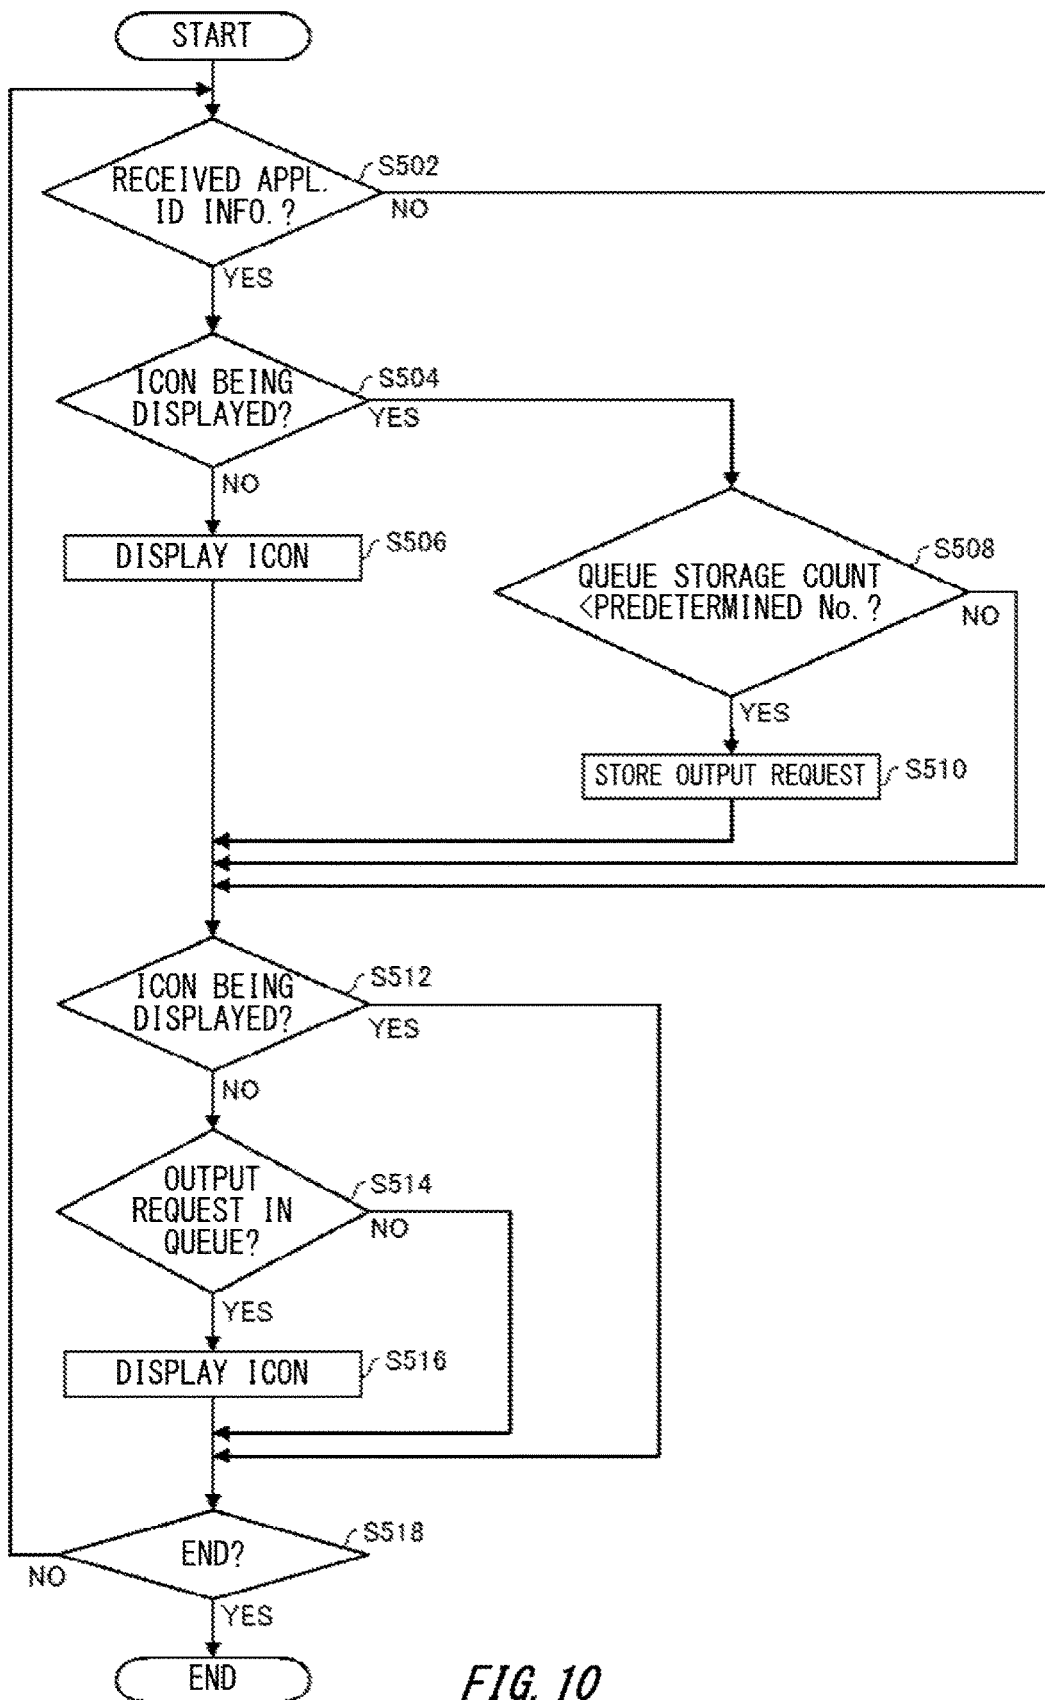 START
S502
RECEIVED APPL.
ID INFO.?
NO
YES
S504
ICON BEING
DISPLAYED?
YES
NO
S506
DISPLAY ICON
S508
QUEUE STORAGE COUNT
<PREDETERMINED No.?
NO
YES
STORE OUTPUT REQUEST
S510
S512
ICON BEING
DISPLAYED?
YES
NO
S514
OUTPUT
REQUEST IN
QUEUE?
NO
YES
S516
DISPLAY ICON
S518
END?
NO
YES
END
FIG. 10